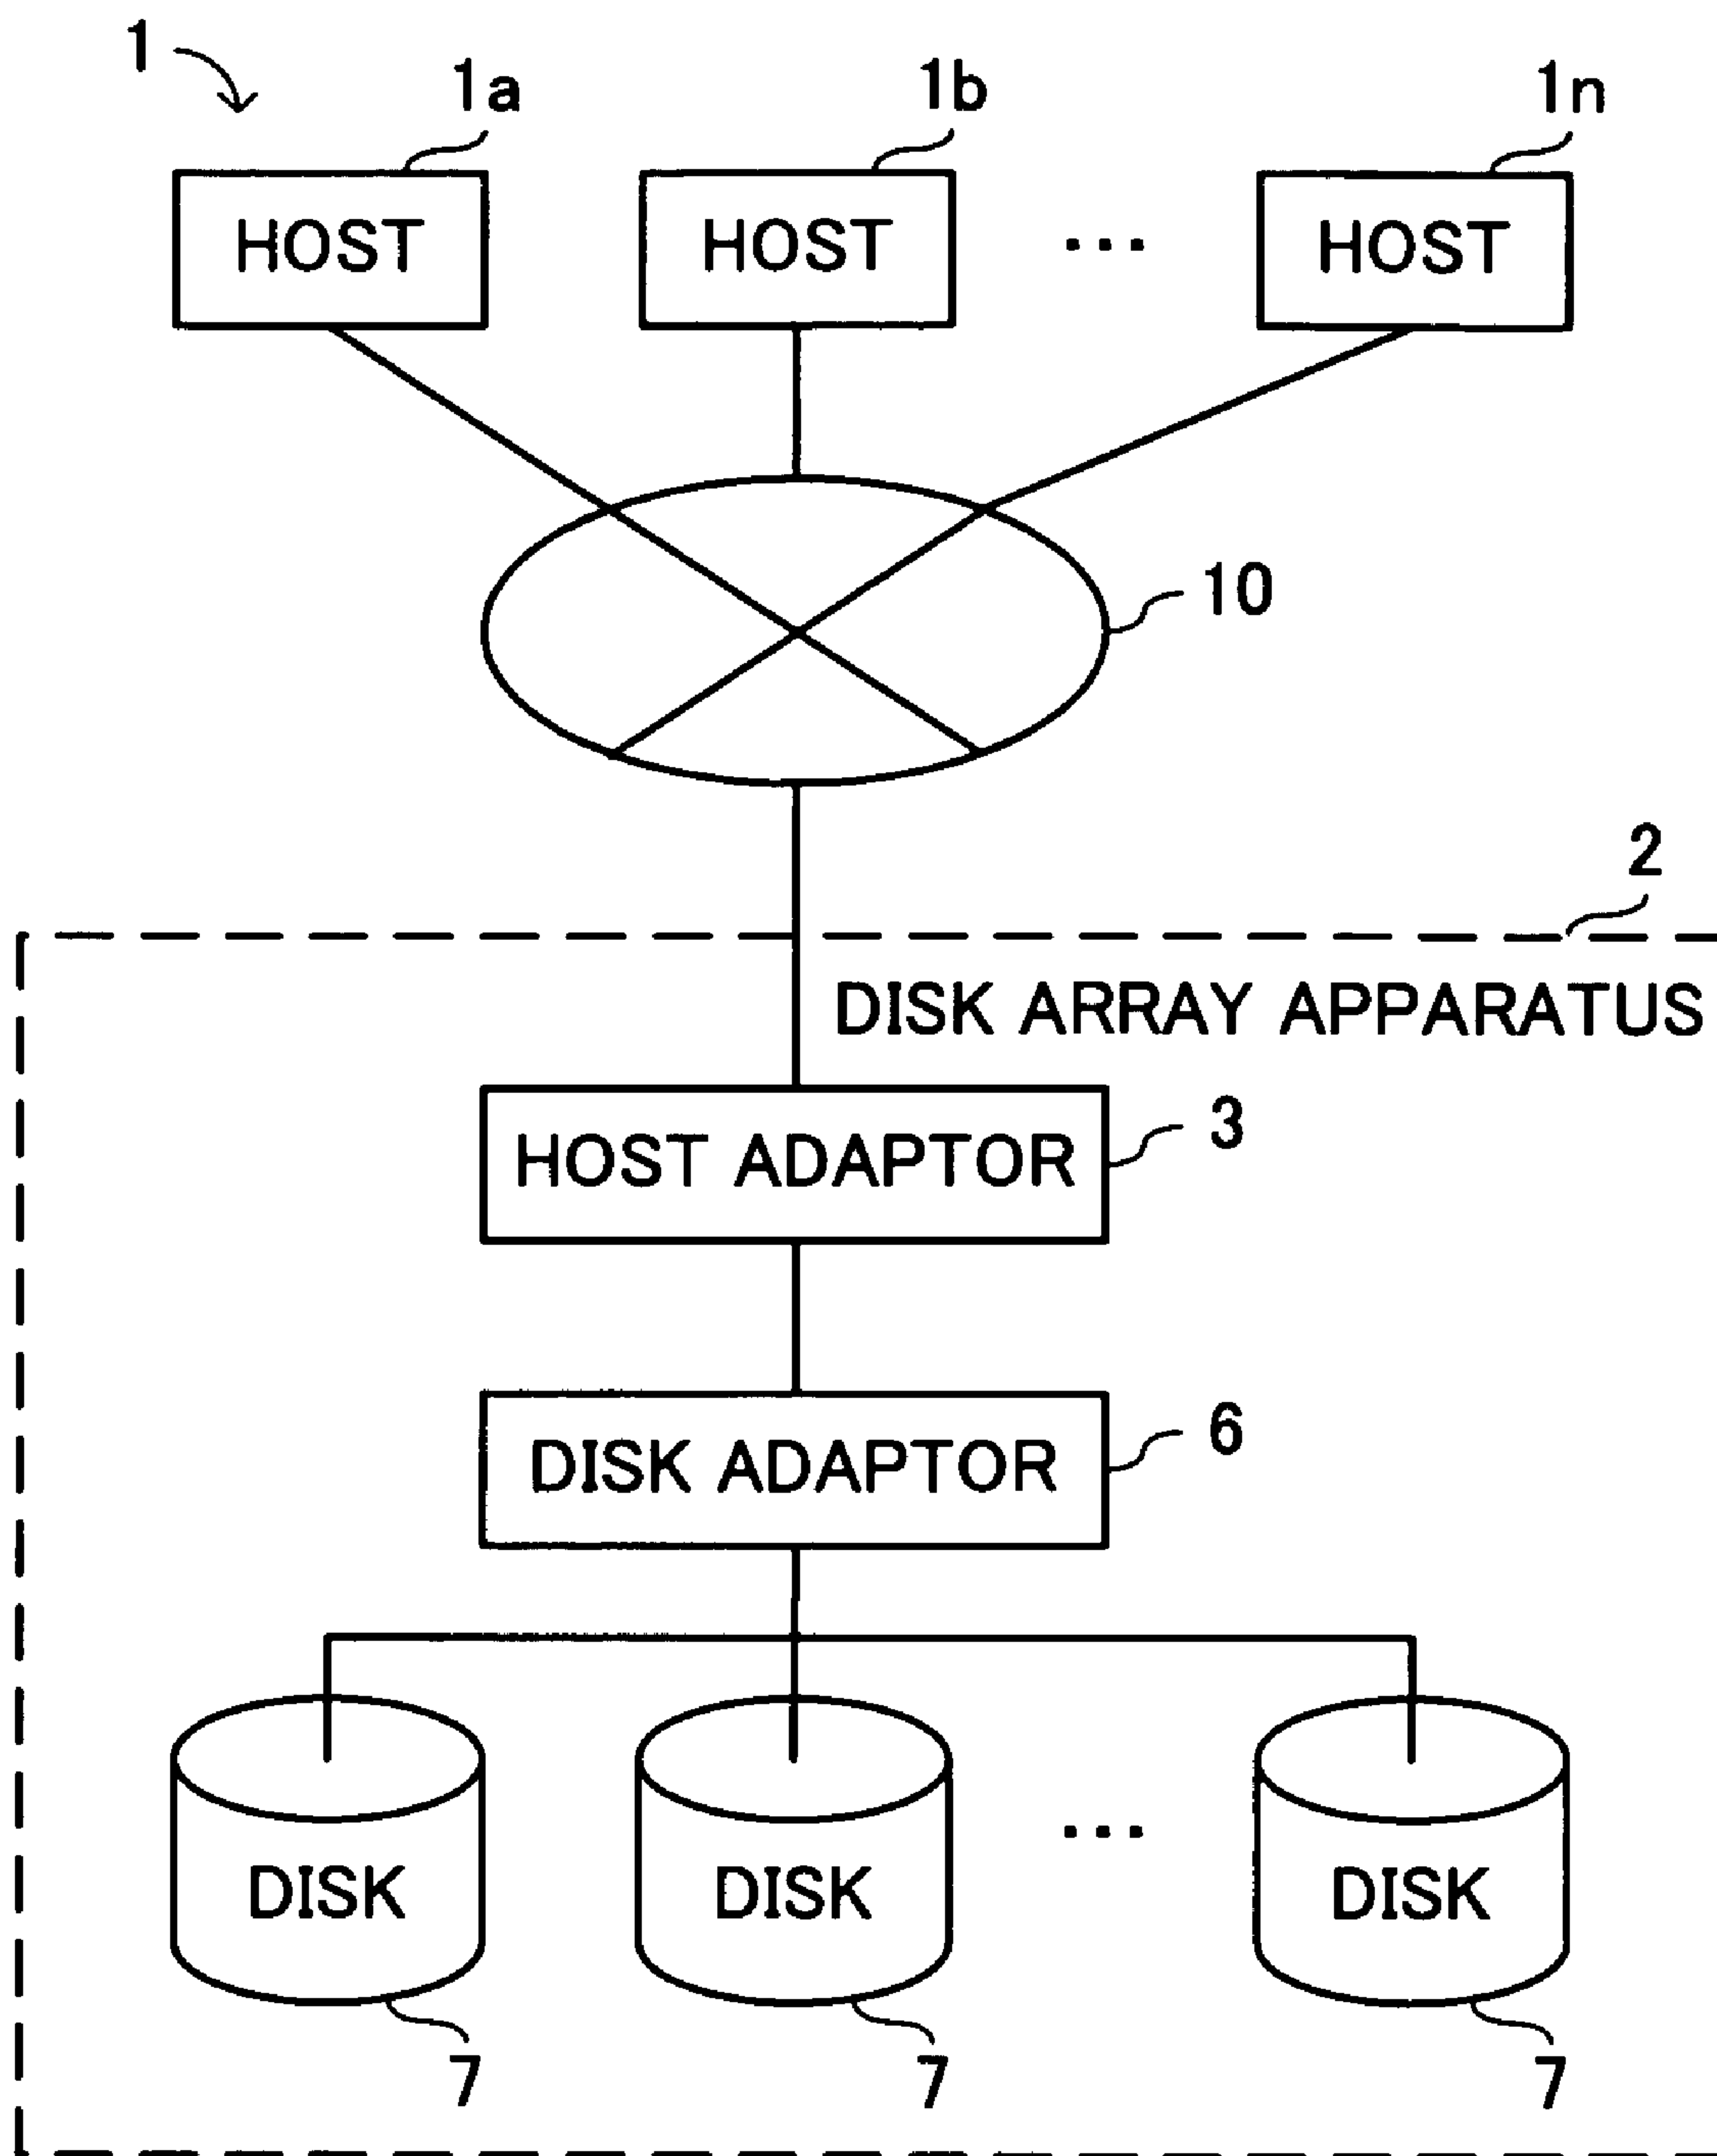 1
1a 1b 1n
HOST HOST ... HOST
10
2
DISK ARRAY APPARATUS
HOST ADAPTOR 3
DISK ADAPTOR 6
DISK DISK ... DISK
7 7 7